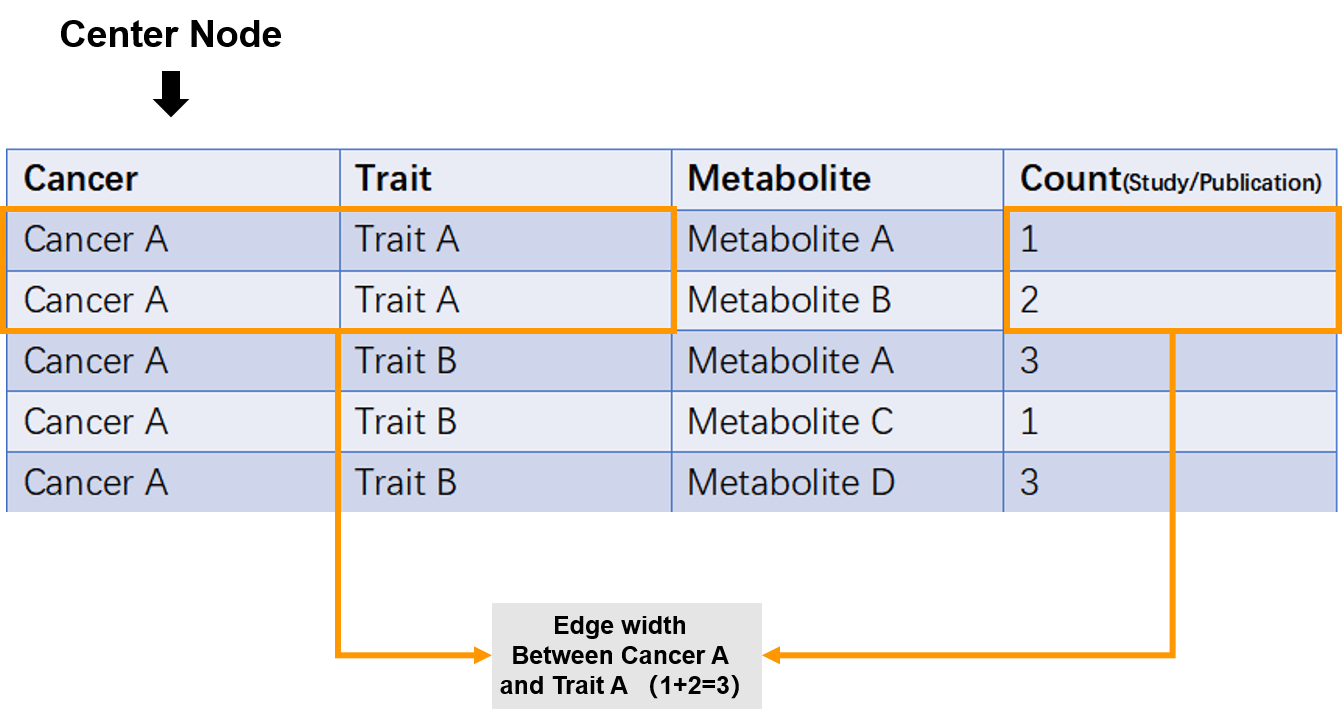 Center Node
Cancer Trait Metabolite Count(Study/Publication)
Cancer A Trait A Metabolite A 1
Cancer A Trait A Metabolite B 2
Cancer A Trait B Metabolite A 3
Cancer A Trait B Metabolite C 1
Cancer A Trait B Metabolite D 3
Edge width
Between Cancer A
and Trait A （1+2=3）